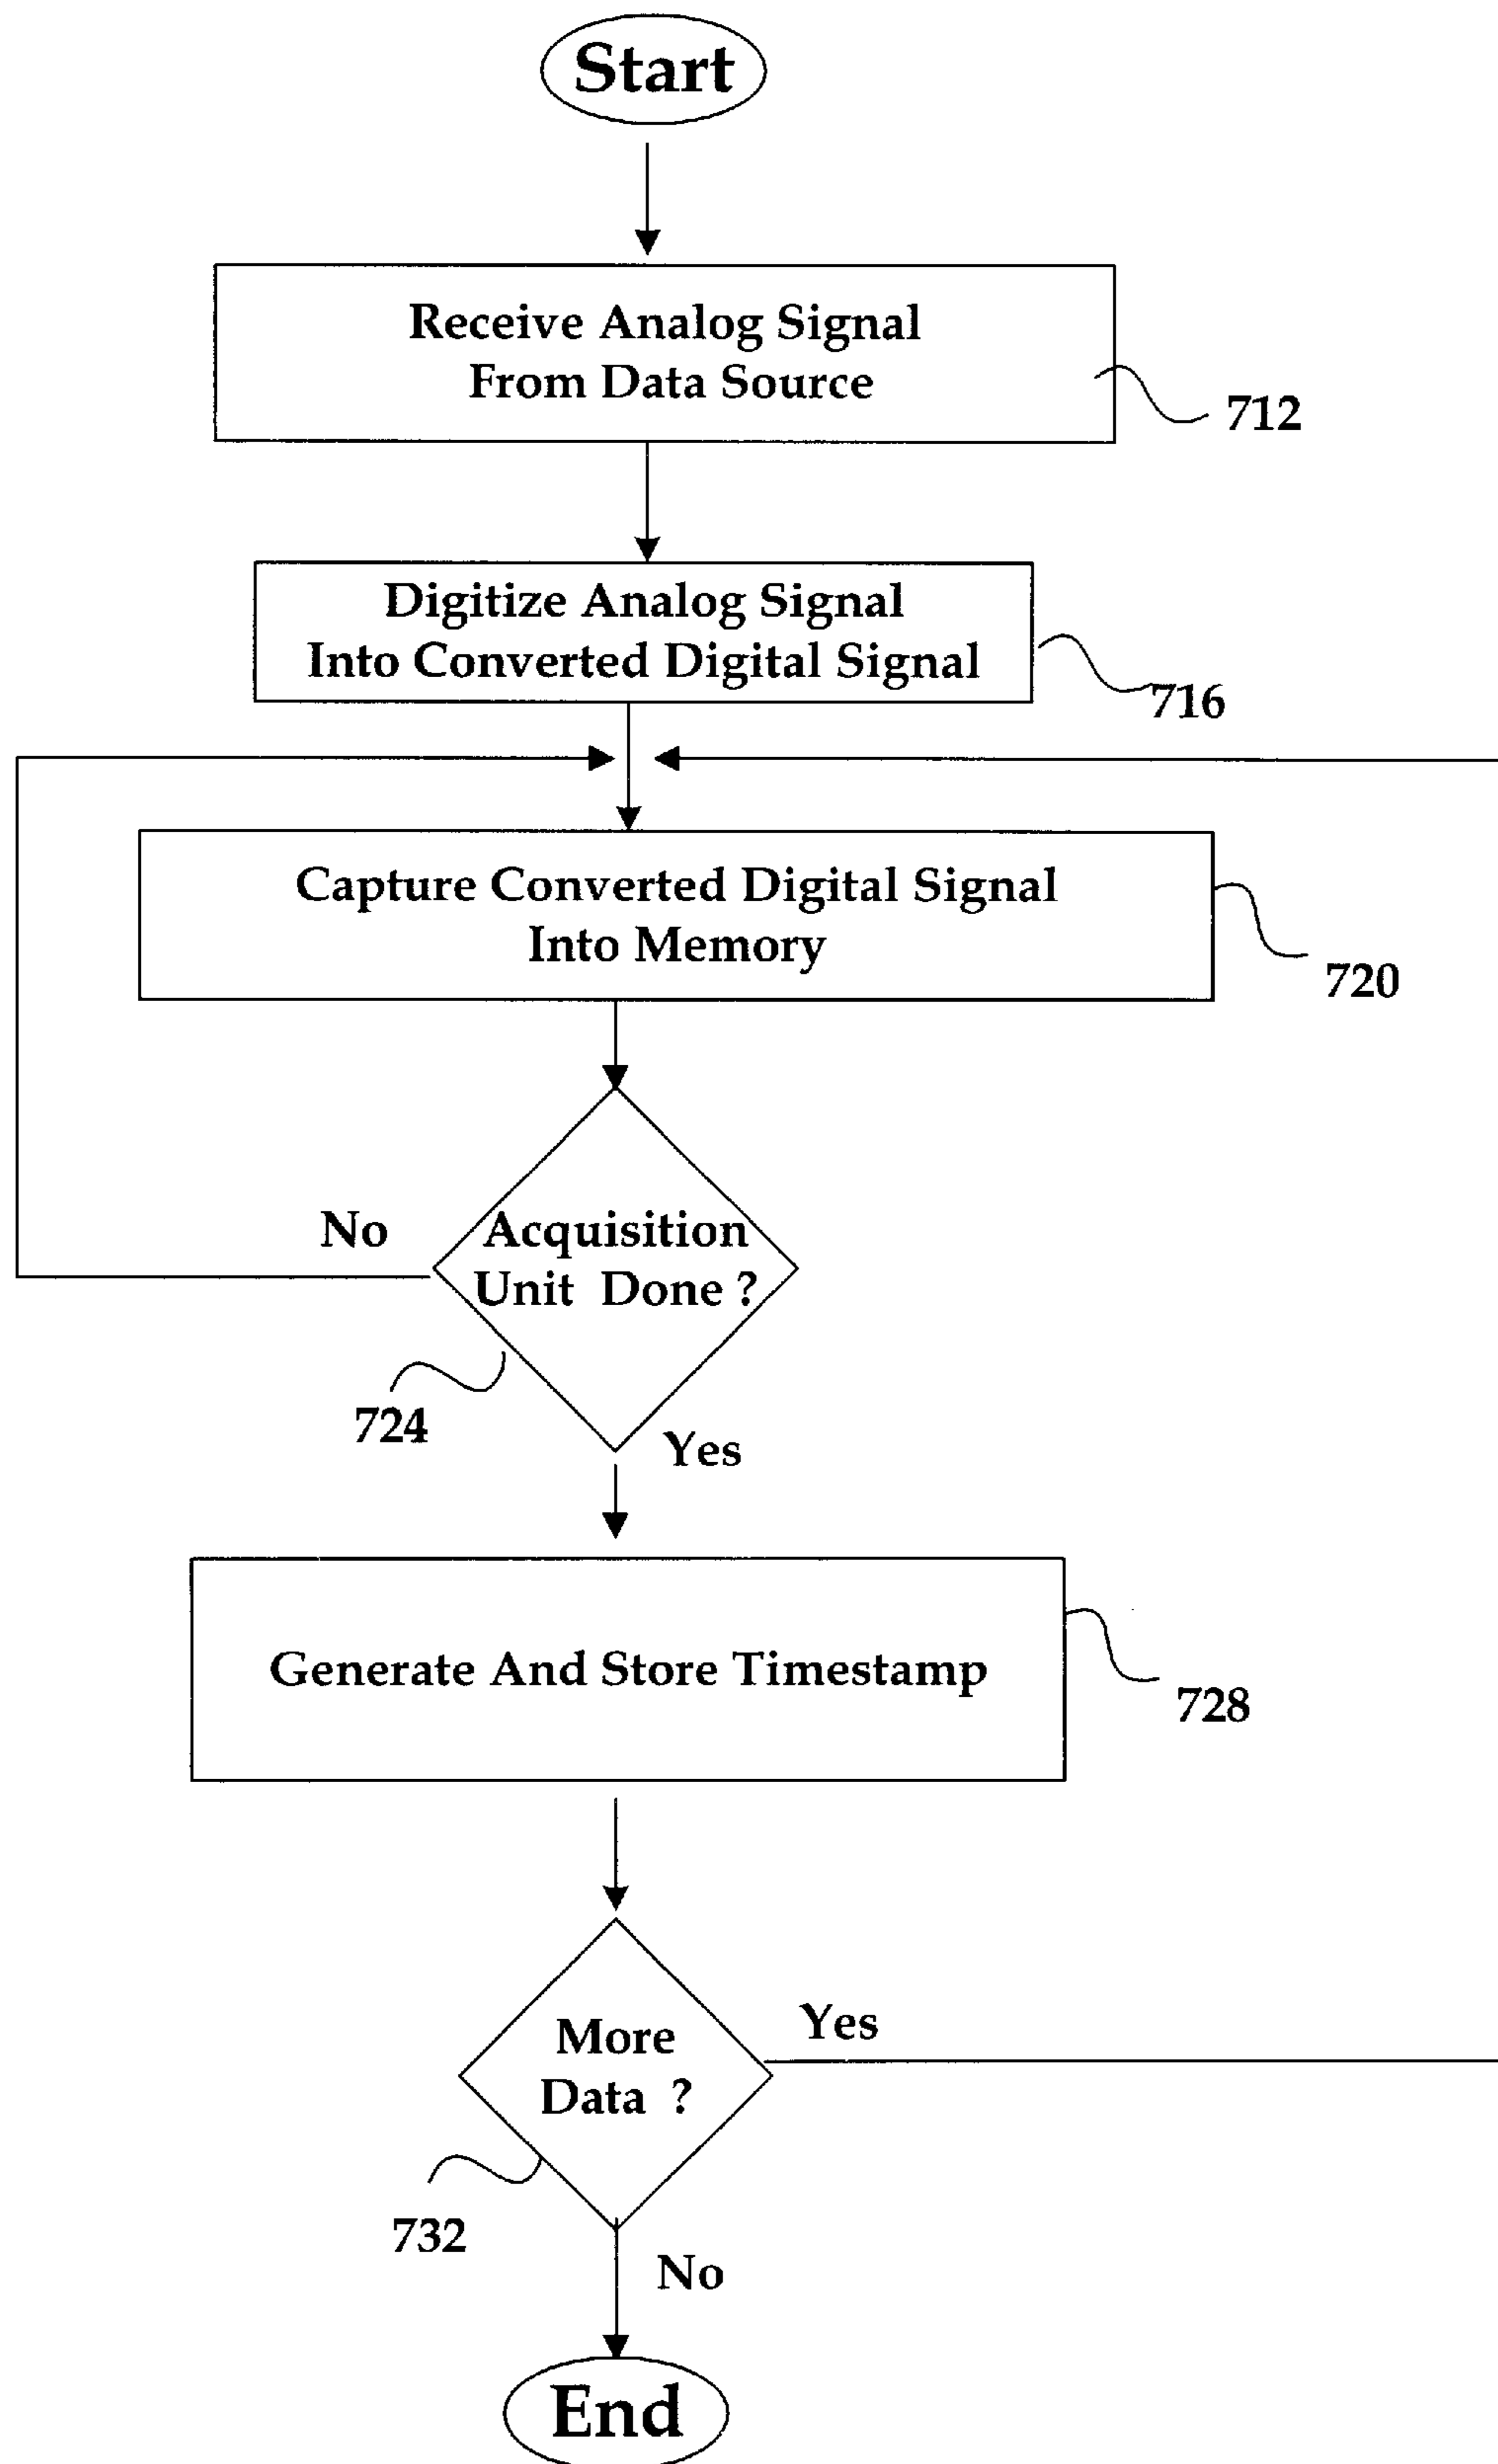 Start
Receive Analog Signal
From Data Source
712
Digitize Analog Signal
Into Converted Digital Signal
716
Capture Converted Digital Signal
Into Memory
720
No
Acquisition
Unit Done ?
724
Yes
Generate And Store Timestamp
728
More
Data ?
Yes
732
No
End